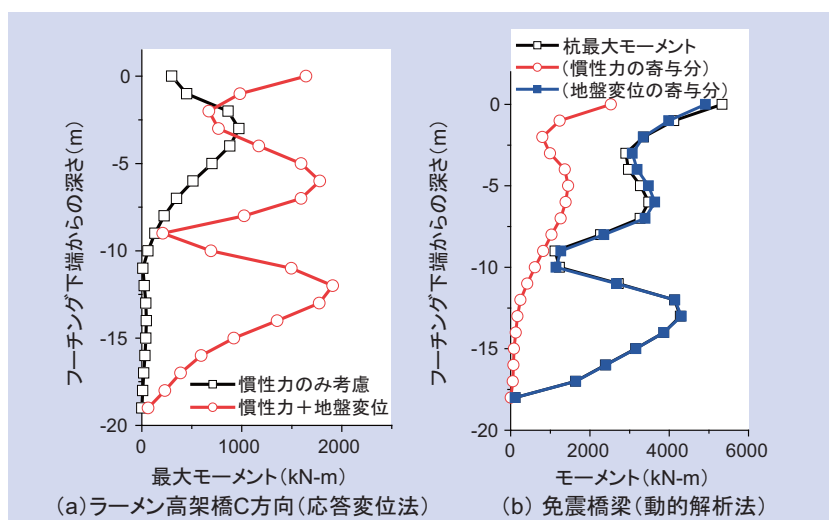 フーチング下端からの深さ(m)
0
-5
-10
-15
-20
慣性力のみ考慮
慣性力＋地盤変位
0 1000 2000
最大モーメント(kN-m)
(a)ラーメン高架橋C方向(応答変位法)
杭最大モーメント
(慣性力の寄与分)
(地盤変位の寄与分)
フーチング下端からの深さ(m)
0
-5
-10
-15
-20
0 2000 4000 6000
モーメント(kN-m)
(b) 免震橋梁(動的解析法)